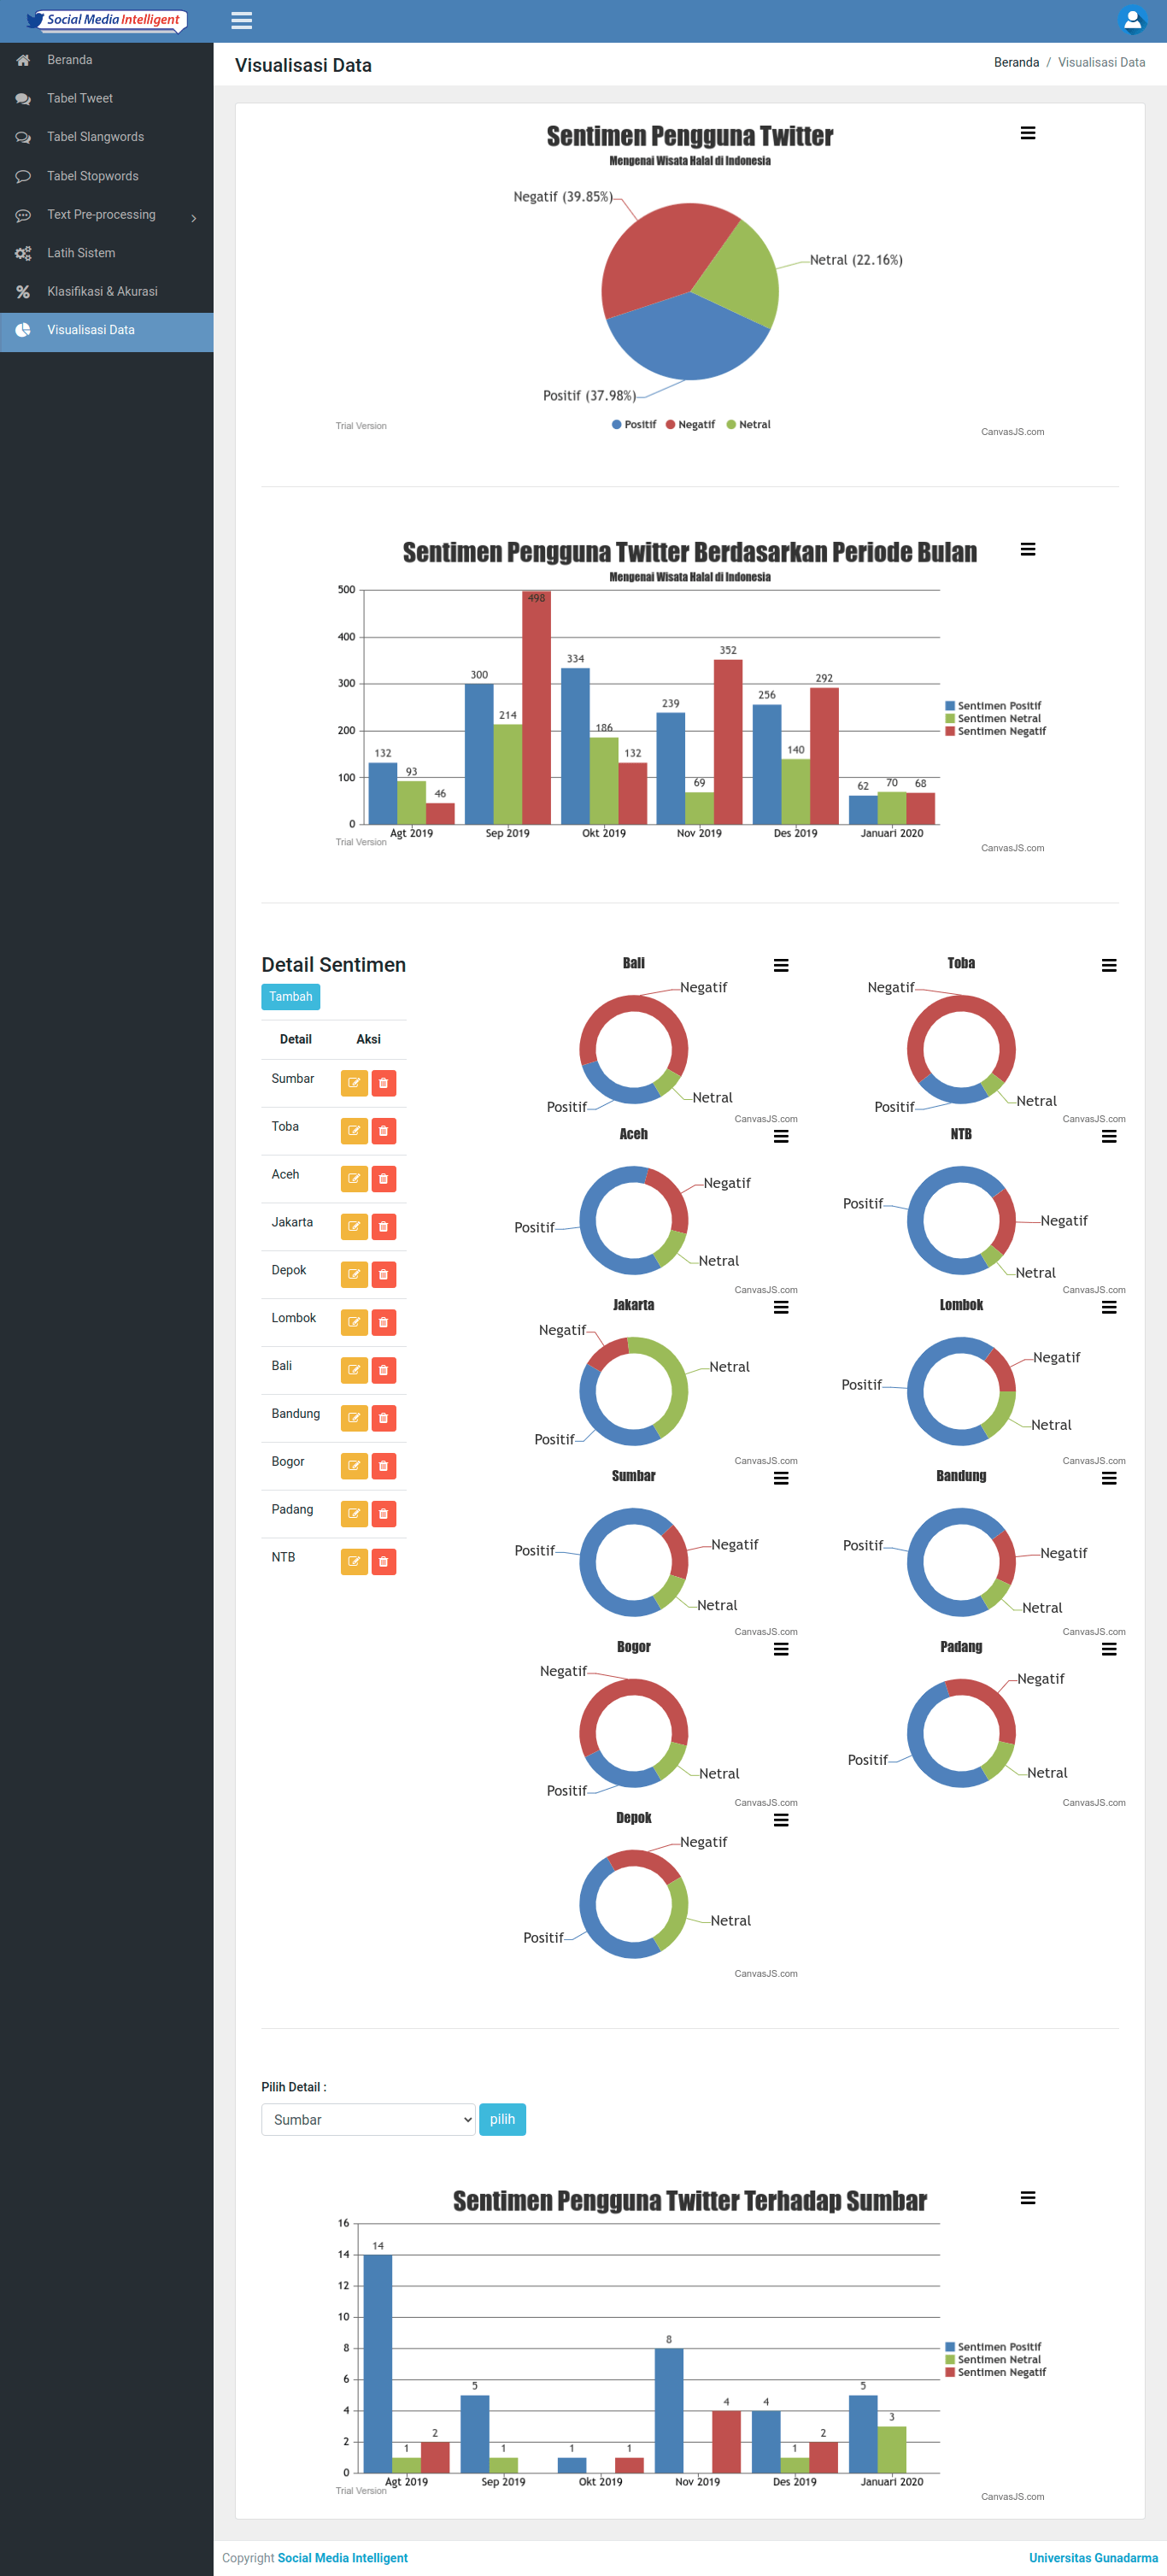 Social Media Intelligent
Beranda
Tabel Tweet
Tabel Slangwords
Tabel Stopwords
Text Pre-processing
Latih Sistem
Klasifikasi & Akurasi
Visualisasi Data
Visualisasi Data
Beranda / Visualisasi Data
Sentimen Pengguna Twitter
Mengenai Wisata Halal di Indonesia
Negatif (39.85%)
Netral (22.16%)
Positif (37.98%)
Positif Negatif Netral
Trial Version
CanvasJS.com
Sentimen Pengguna Twitter Berdasarkan Periode Bulan
Mengenai Wisata Halal di Indonesia
500
400
300
200
100
0
132 93 46
300 214 498
334 186 132
239 69 352
256 140 292
62 70 68
Agt 2019 Sep 2019 Okt 2019 Nov 2019 Des 2019 Januari 2020
Sentimen Positif
Sentimen Netral
Sentimen Negatif
Trial Version
CanvasJS.com
Detail Sentimen
Tambah
Detail Aksi
Sumbar
Toba
Aceh
Jakarta
Depok
Lombok
Bali
Bandung
Bogor
Padang
NTB
Bali
Negatif
Netral
Positif
CanvasJS.com
Toba
Negatif
Netral
Positif
CanvasJS.com
Aceh
Negatif
Positif
Netral
CanvasJS.com
NTB
Positif
Negatif
Netral
CanvasJS.com
Jakarta
Negatif
Netral
Positif
CanvasJS.com
Lombok
Negatif
Positif
Netral
CanvasJS.com
Sumbar
Negatif
Positif
Netral
CanvasJS.com
Bandung
Positif
Negatif
Netral
CanvasJS.com
Bogor
Negatif
Netral
Positif
CanvasJS.com
Padang
Negatif
Positif
Netral
CanvasJS.com
Depok
Negatif
Netral
Positif
CanvasJS.com
Pilih Detail :
Sumbar
pilih
Sentimen Pengguna Twitter Terhadap Sumbar
16
14
12
10
8
6
4
2
0
14 1 2
5 1
1 1
8 4
4 1 2
5 3
Agt 2019 Sep 2019 Okt 2019 Nov 2019 Des 2019 Januari 2020
Sentimen Positif
Sentimen Netral
Sentimen Negatif
Trial Version
CanvasJS.com
Copyright Social Media Intelligent
Universitas Gunadarma